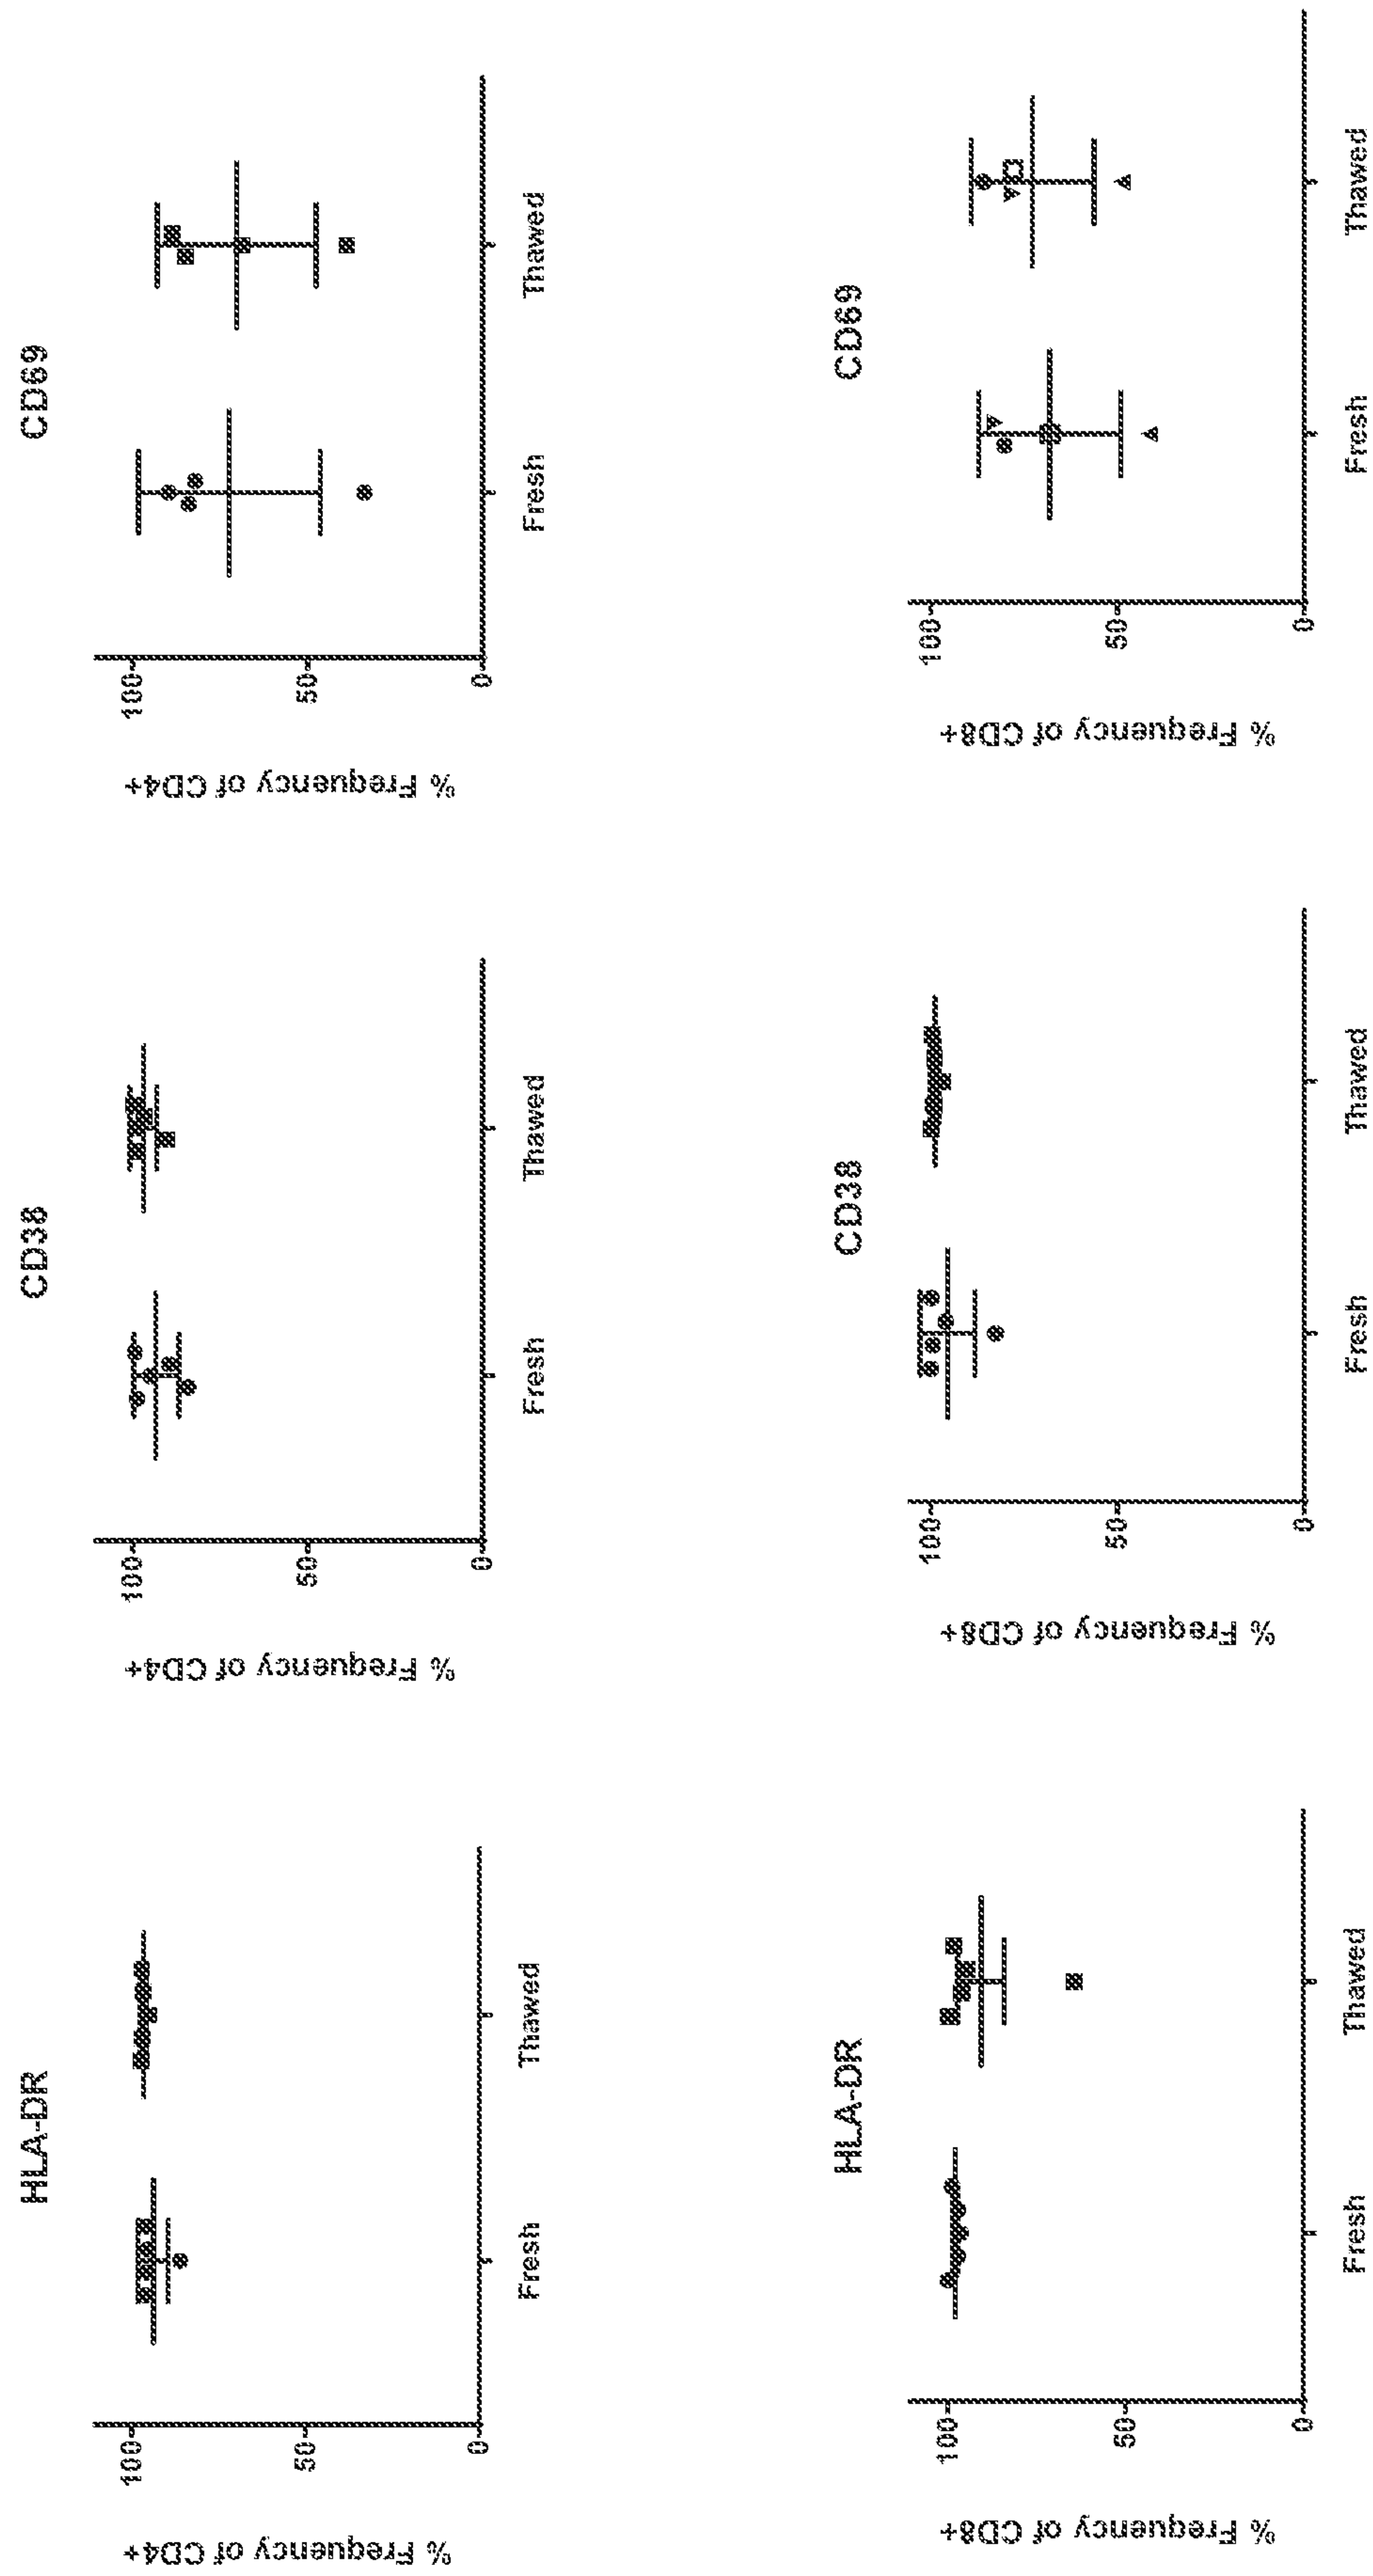 HLA-DR
% Frequency of CD4+
100
50
0
Fresh
Thawed
CD38
% Frequency of CD4+
100
50
0
Fresh
Thawed
CD69
% Frequency of CD4+
100
50
0
Fresh
Thawed
HLA-DR
% Frequency of CD8+
100
50
0
Fresh
Thawed
CD38
% Frequency of CD8+
100
50
0
Fresh
Thawed
CD69
% Frequency of CD8+
100
50
0
Fresh
Thawed